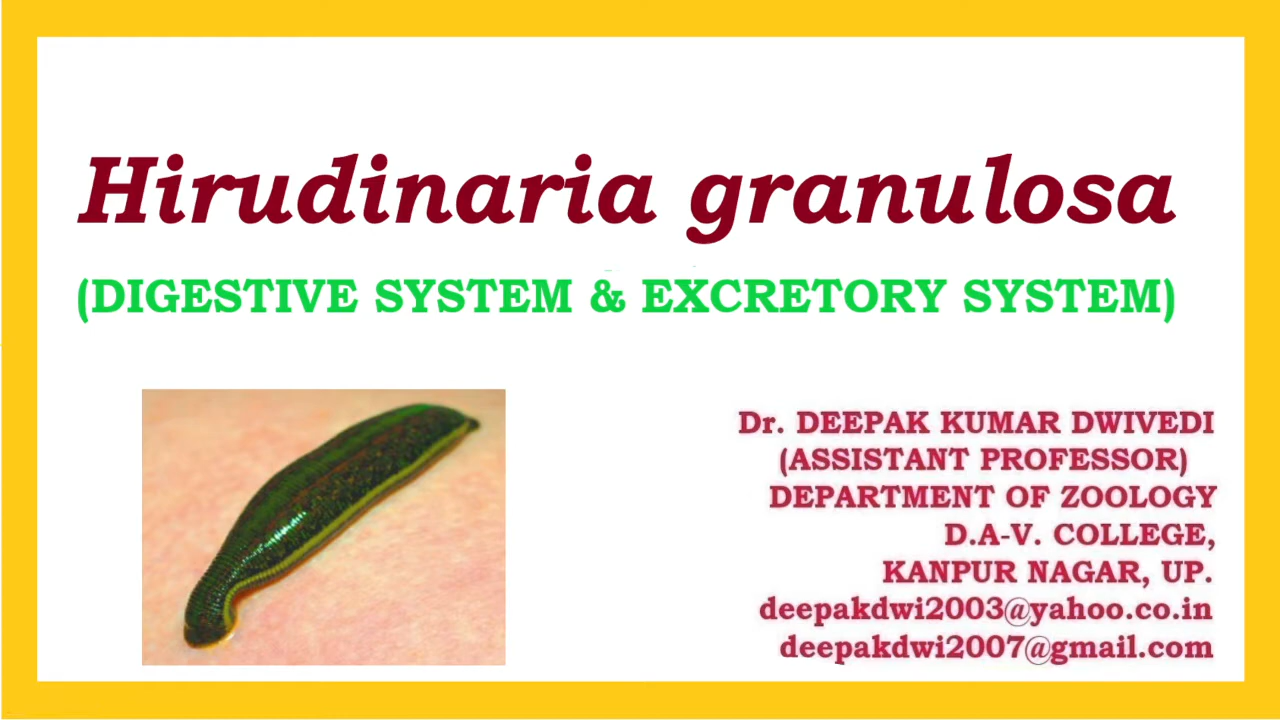 Hirudinaria granulosa
(DIGESTIVE SYSTEM & EXCRETORY SYSTEM)
Dr. DEEPAK KUMAR DWIVEDI
(ASSISTANT PROFESSOR)
DEPARTMENT OF ZOOLOGY
D.A-V. COLLEGE,
KANPUR NAGAR, UP.
deepakdwi2003@yahoo.co.in
deepakdwi2007@gmail.com